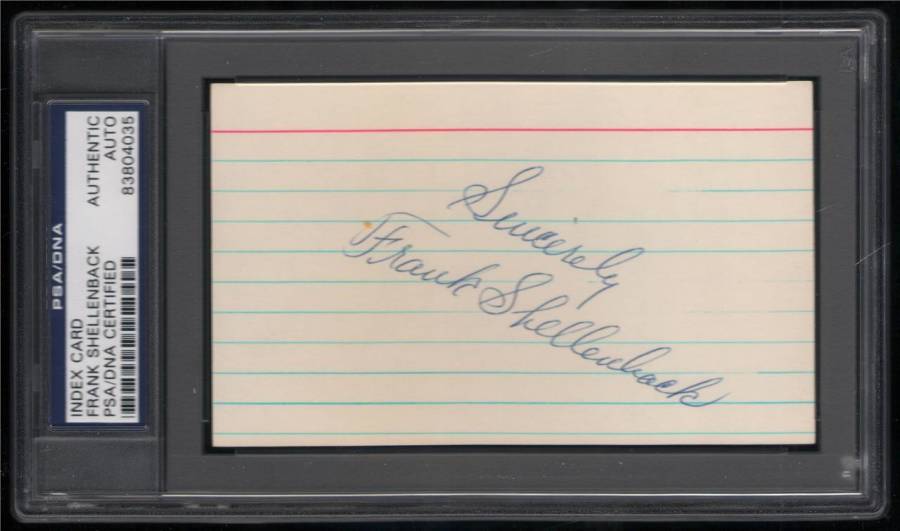 PSA/DNA
INDEX CARD
FRANK SHELLENBACK
PSA/DNA CERTIFIED
AUTHENTIC
AUTO
83804035
Sincerely
Frank Shellenback